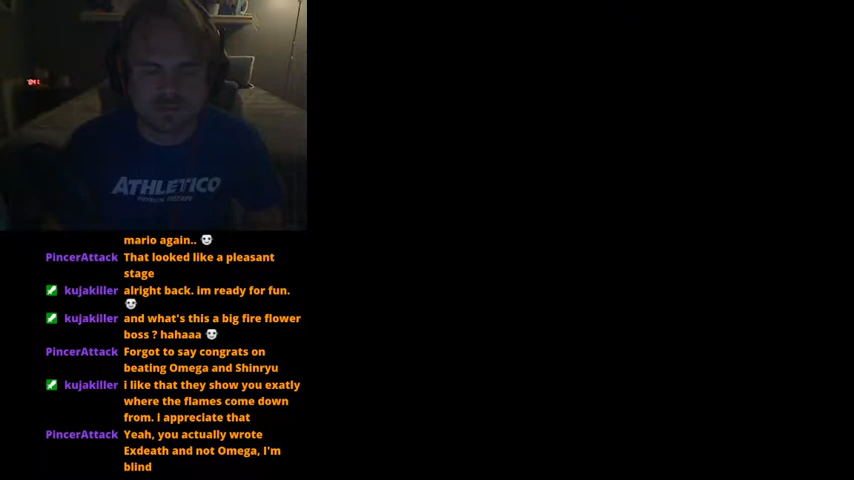 ATHLETICO
PHYSICAL THERAPY
mario again..
PincerAttack That looked like a pleasant
stage
kujakiller alright back. im ready for fun.
kujakiller and what's this a big fire flower
boss ? hahaaa
PincerAttack Forgot to say congrats on
beating Omega and Shinryu
kujakiller i like that they show you exatly
where the flames come down
from. i appreciate that
PincerAttack Yeah, you actually wrote
Exdeath and not Omega, I'm
blind